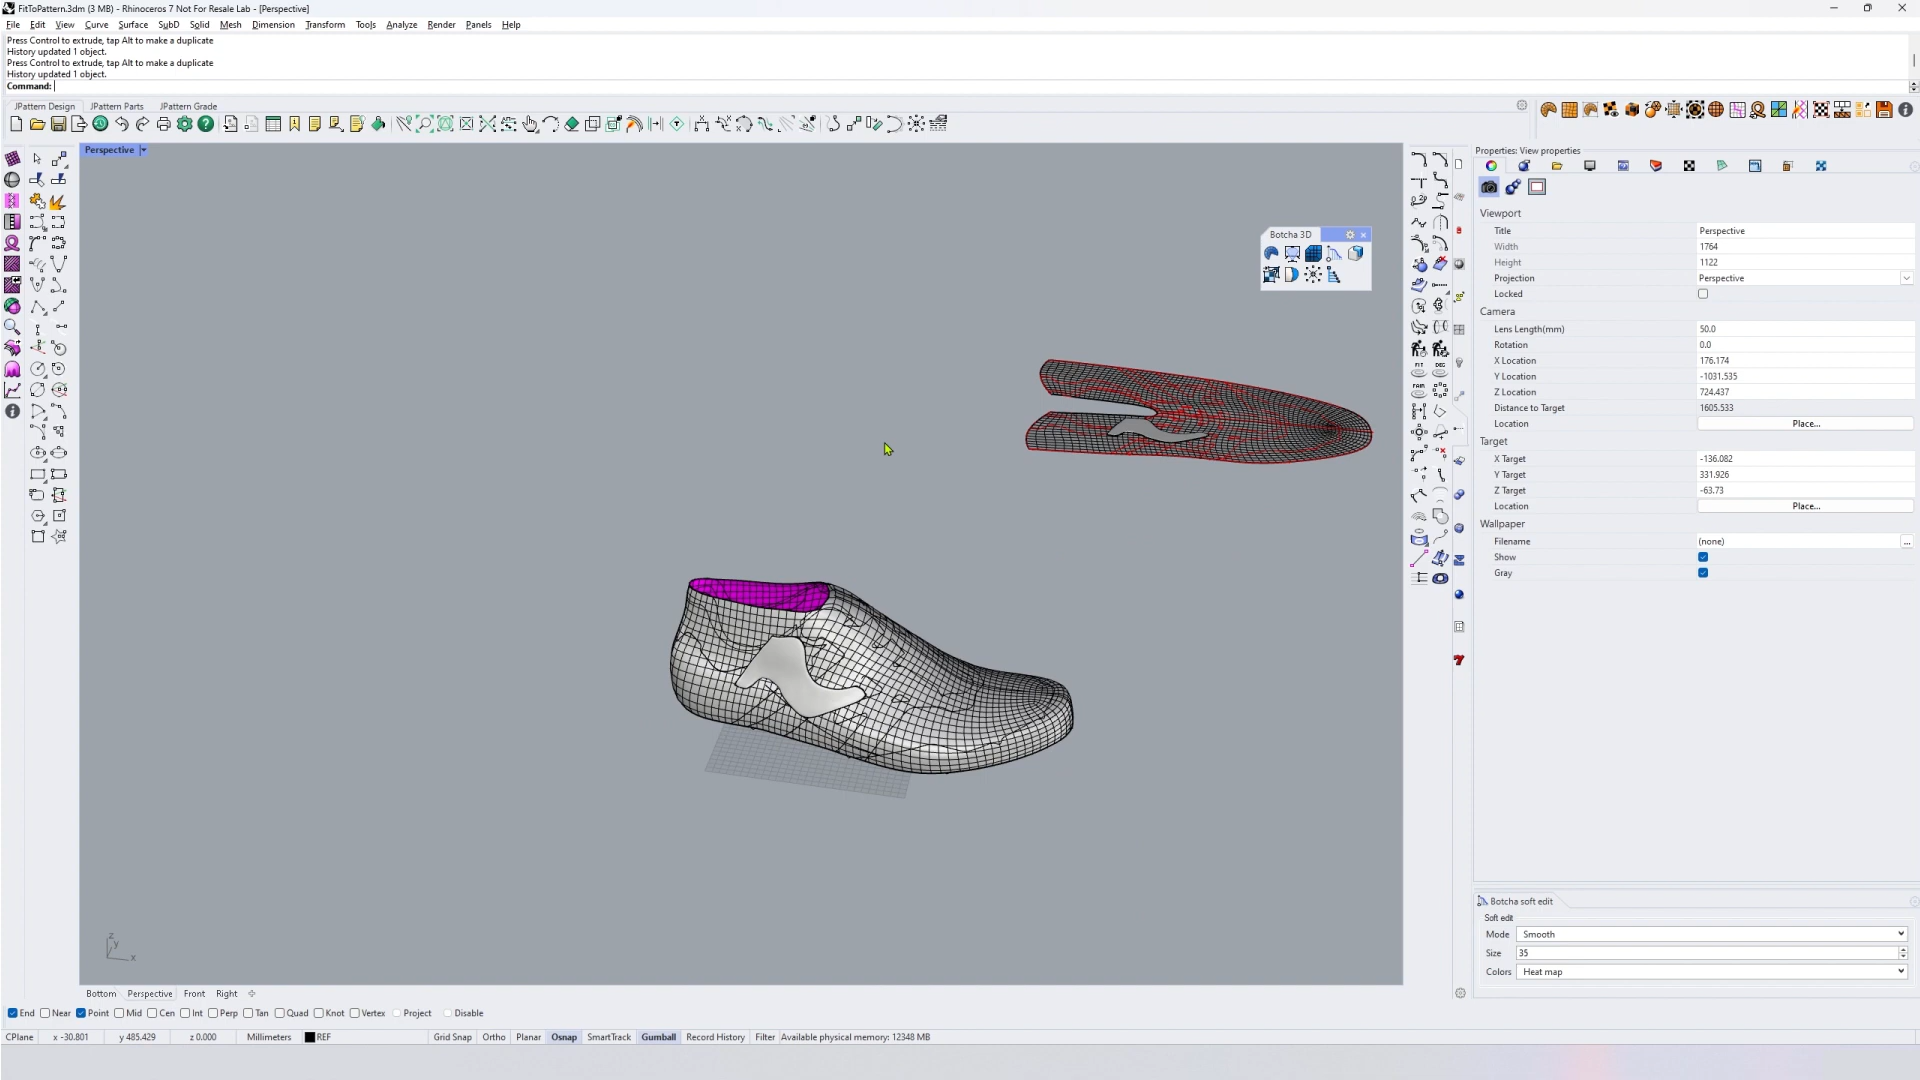 FitToPattern.3dm (3 MB) - Rhinoceros 7 Not For Resale Lab - [Perspective]
File Edit View Curve Surface SubD Solid Mesh Dimension Transform Tools Analyze Render Panels Help
Press Control to extrude, tap Alt to make a duplicate
History updated 1 object.
Press Control to extrude, tap Alt to make a duplicate
History updated 1 object.
Command:
JPattern Design JPattern Parts JPattern Grade
Perspective
Botcha 3D
FIT DEG
FAIR
Properties: View properties
Viewport
Title Perspective
Width 1764
Height 1122
Projection Perspective
Locked
Camera
Lens Length(mm) 50.0
Rotation 0.0
X Location 176.174
Y Location -1031.535
Z Location 724.437
Distance to Target 1605.533
Location Place...
Target
X Target -136.082
Y Target 331.926
Z Target -63.73
Location Place...
Wallpaper
Filename (none) ...
Show
Gray
Botcha soft edit
Soft edit
Mode Smooth
Size 35
Colors Heat map
z
y
x
Bottom Perspective Front Right
End Near Point Mid Cen Int Perp Tan Quad Knot Vertex Project Disable
CPlane x -30.801 y 485.429 z 0.000 Millimeters REF Grid Snap Ortho Planar Osnap SmartTrack Gumball Record History Filter Available physical memory: 12348 MB